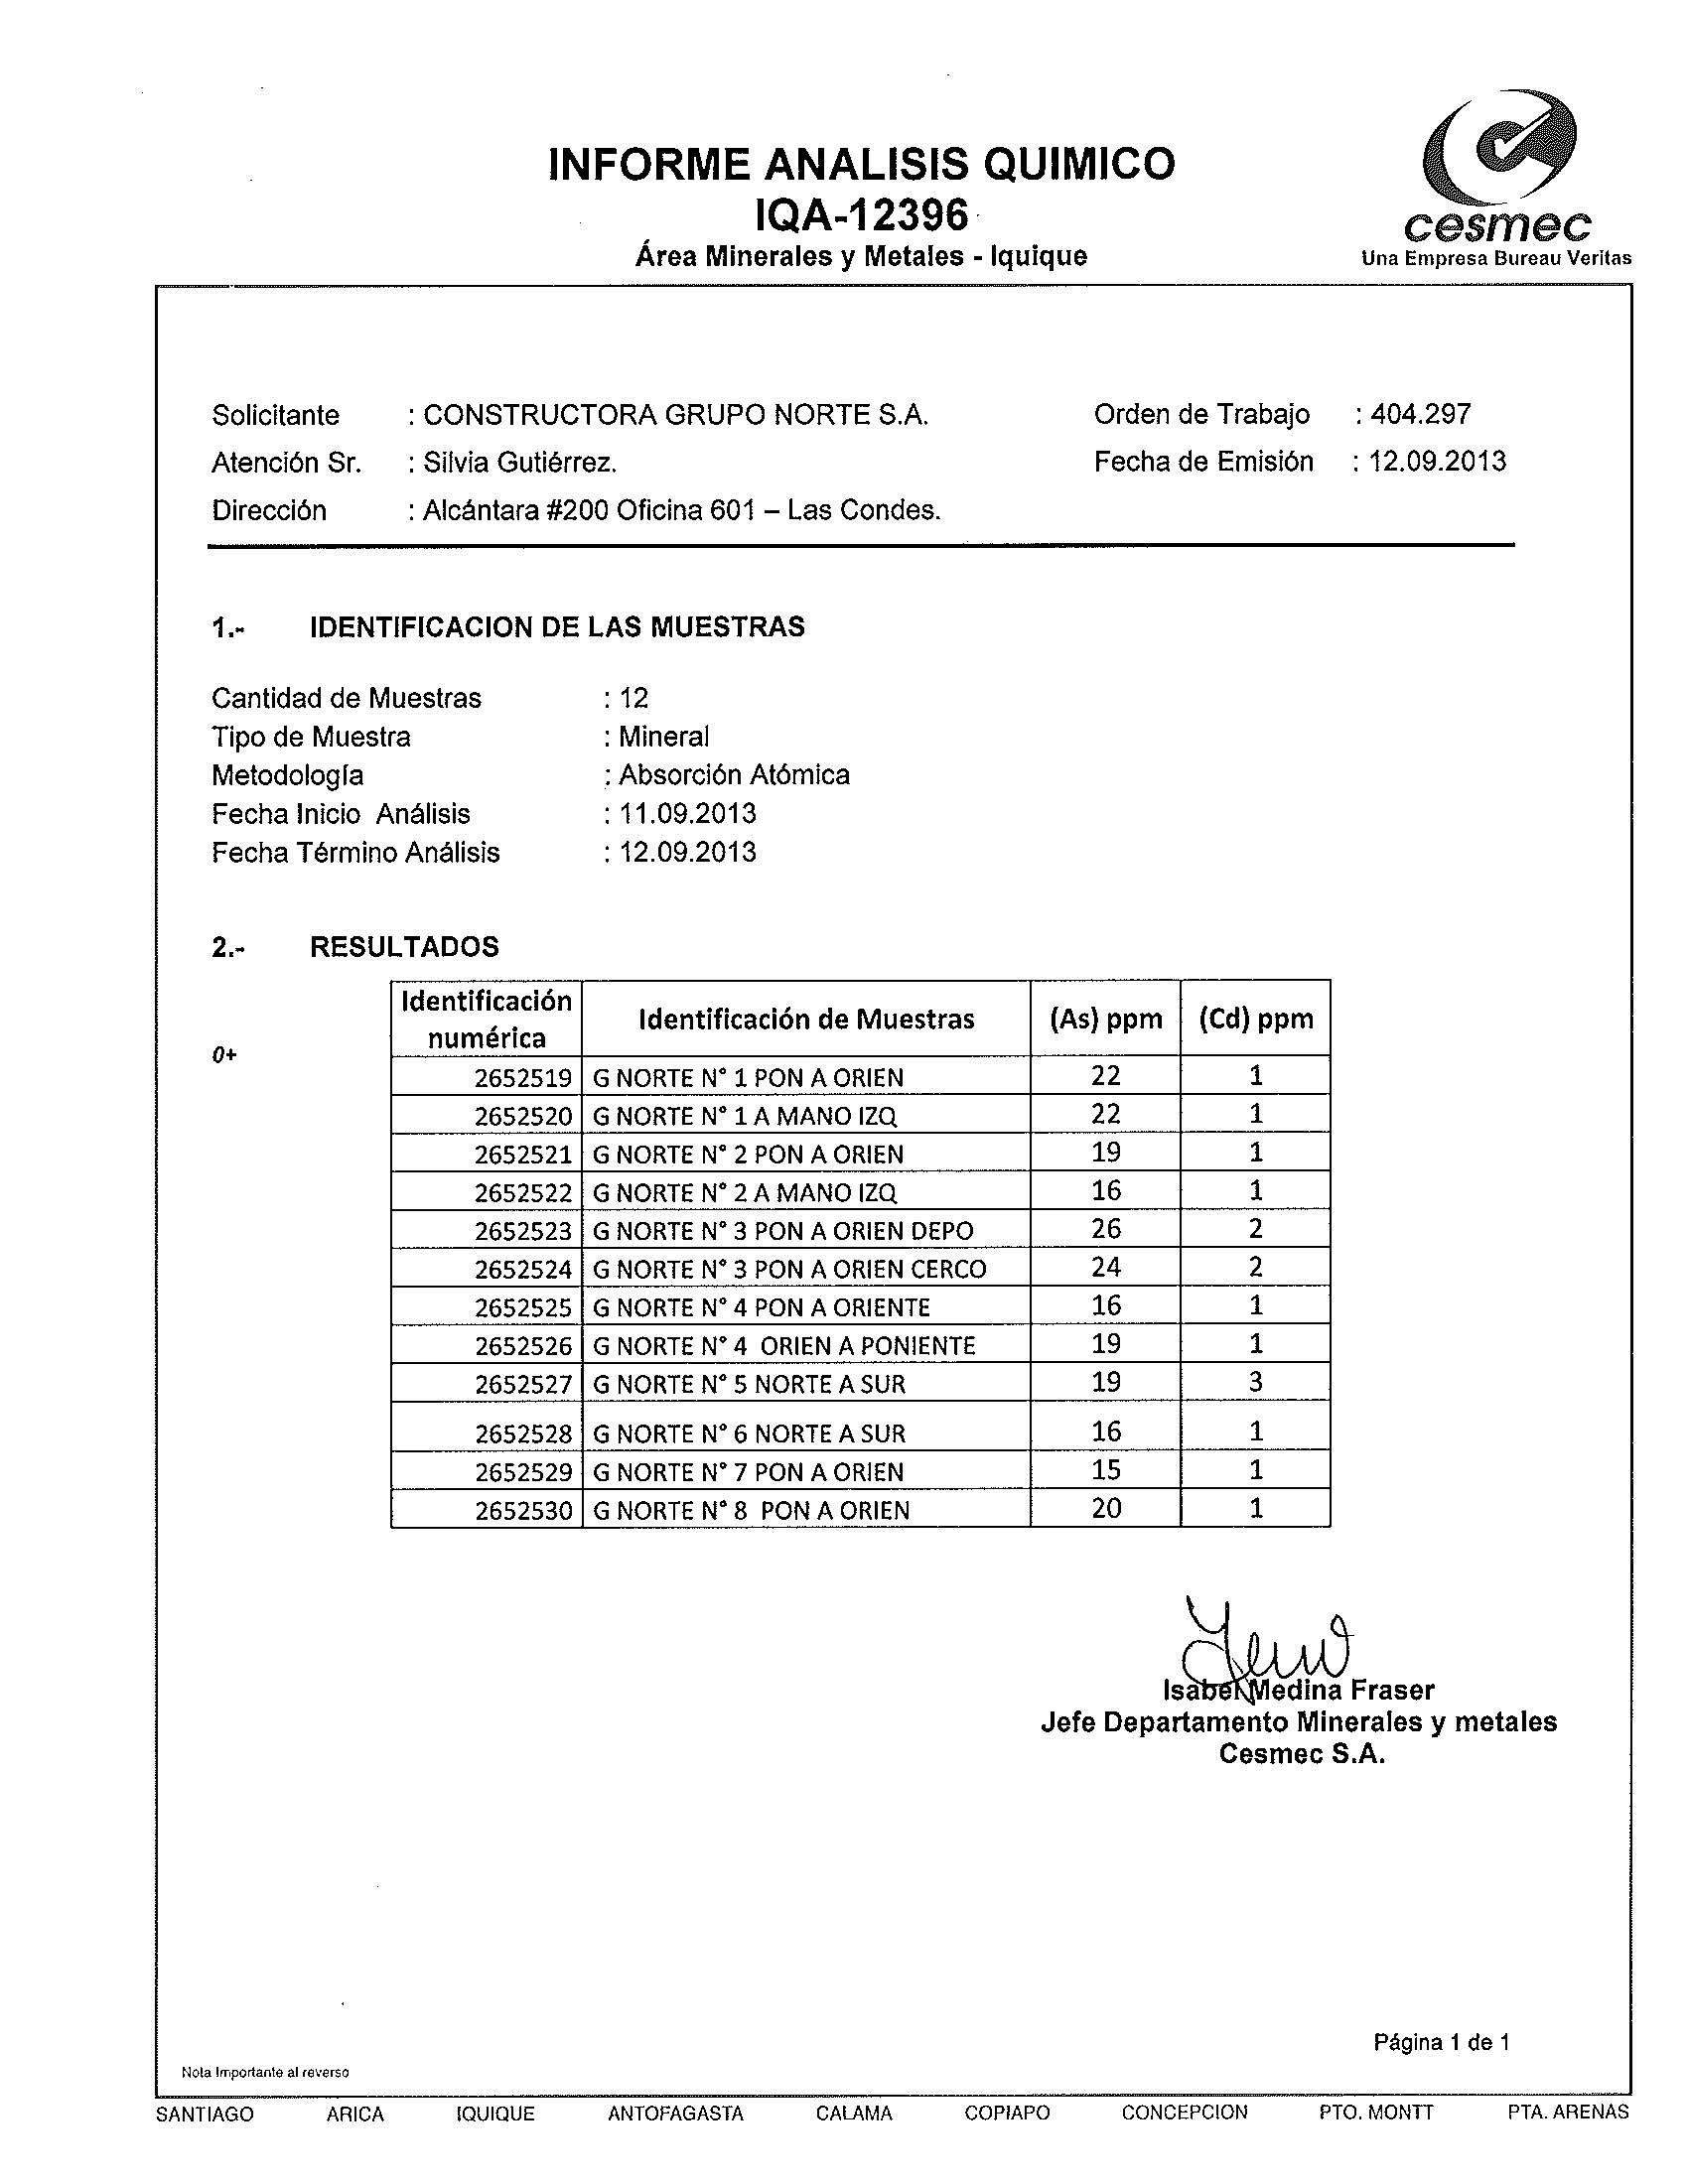 INFORME ANALISIS QUIMICO
IQA-12396
Área Minerales y Metales - Iquique
cesmec
Una Empresa Bureau Veritas
Solicitante : CONSTRUCTORA GRUPO NORTE S.A. Orden de Trabajo : 404.297
Atención Sr. : Silvia Gutiérrez. Fecha de Emisión : 12.09.2013
Dirección : Alcántara #200 Oficina 601 – Las Condes.
1.- IDENTIFICACION DE LAS MUESTRAS
Cantidad de Muestras : 12
Tipo de Muestra : Mineral
Metodología : Absorción Atómica
Fecha Inicio Análisis : 11.09.2013
Fecha Término Análisis : 12.09.2013
2.- RESULTADOS
0+
Identificación numérica Identificación de Muestras (As) ppm (Cd) ppm
2652519 G NORTE N° 1 PON A ORIEN 22 1
2652520 G NORTE N° 1 A MANO IZQ 22 1
2652521 G NORTE N° 2 PON A ORIEN 19 1
2652522 G NORTE N° 2 A MANO IZQ 16 1
2652523 G NORTE N° 3 PON A ORIEN DEPO 26 2
2652524 G NORTE N° 3 PON A ORIEN CERCO 24 2
2652525 G NORTE N° 4 PON A ORIENTE 16 1
2652526 G NORTE N° 4 ORIEN A PONIENTE 19 1
2652527 G NORTE N° 5 NORTE A SUR 19 3
2652528 G NORTE N° 6 NORTE A SUR 16 1
2652529 G NORTE N° 7 PON A ORIEN 15 1
2652530 G NORTE N° 8 PON A ORIEN 20 1
Isabel Medina Fraser
Jefe Departamento Minerales y metales
Cesmec S.A.
Página 1 de 1
Nota Importante al reverso
SANTIAGO ARICA IQUIQUE ANTOFAGASTA CALAMA COPIAPO CONCEPCION PTO. MONTT PTA. ARENAS